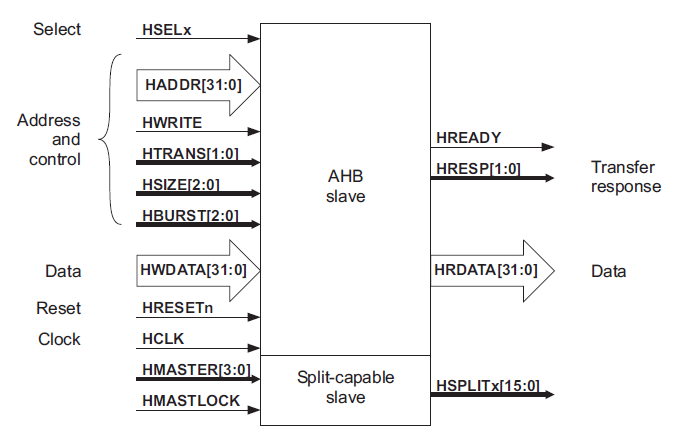 Select
HSELx
HADDR[31:0]
Address
and
control
HWRITE
HTRANS[1:0]
HSIZE[2:0]
HBURST[2:0]
Data
HWDATA[31:0]
Reset
HRESETn
Clock
HCLK
HMASTER[3:0]
HMASTLOCK
AHB
slave
Split-capable
slave
HREADY
HRESP[1:0]
Transfer
response
HRDATA[31:0]
Data
HSPLITx[15:0]